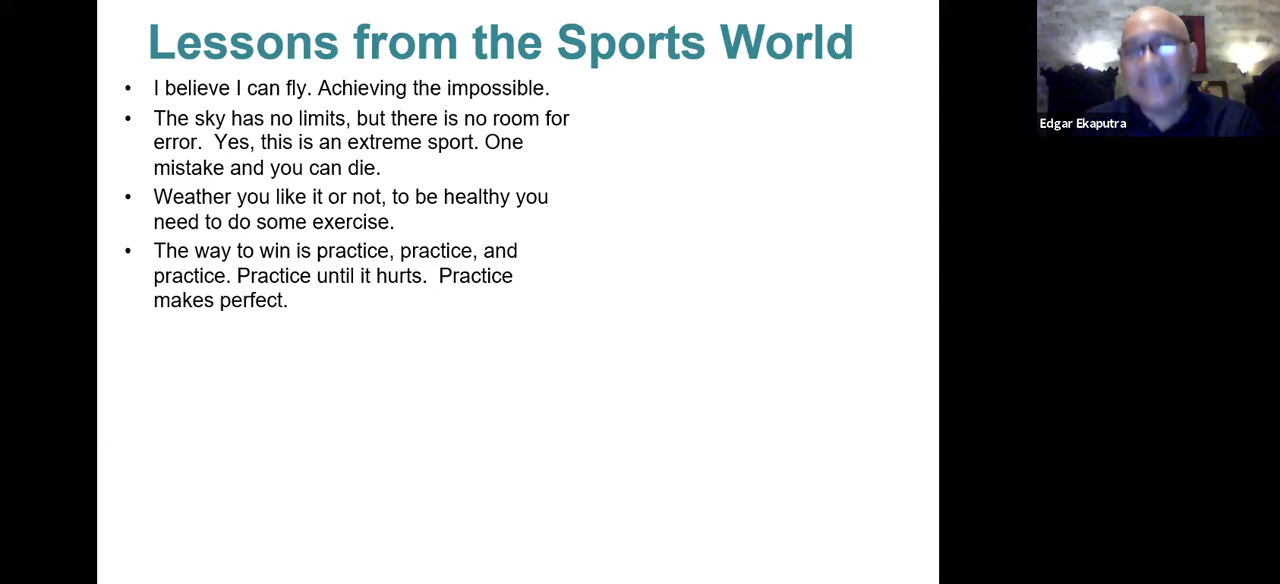 Lessons from the Sports World
• I believe I can fly. Achieving the impossible.
• The sky has no limits, but there is no room for
error.  Yes, this is an extreme sport. One
mistake and you can die.
• Weather you like it or not, to be healthy you
need to do some exercise.
• The way to win is practice, practice, and
practice. Practice until it hurts.  Practice
makes perfect.
Edgar Ekaputra